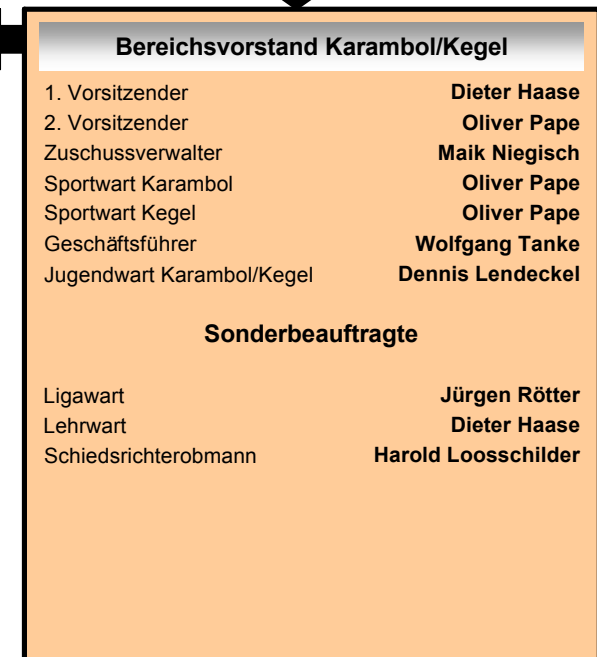 Bereichsvorstand Karambol/Kegel
1. Vorsitzender Dieter Haase
2. Vorsitzender Oliver Pape
Zuschussverwalter Maik Niegisch
Sportwart Karambol Oliver Pape
Sportwart Kegel Oliver Pape
Geschäftsführer Wolfgang Tanke
Jugendwart Karambol/Kegel Dennis Lendeckel
Sonderbeauftragte
Ligawart Jürgen Rötter
Lehrwart Dieter Haase
Schiedsrichterobmann Harold Loosschilder